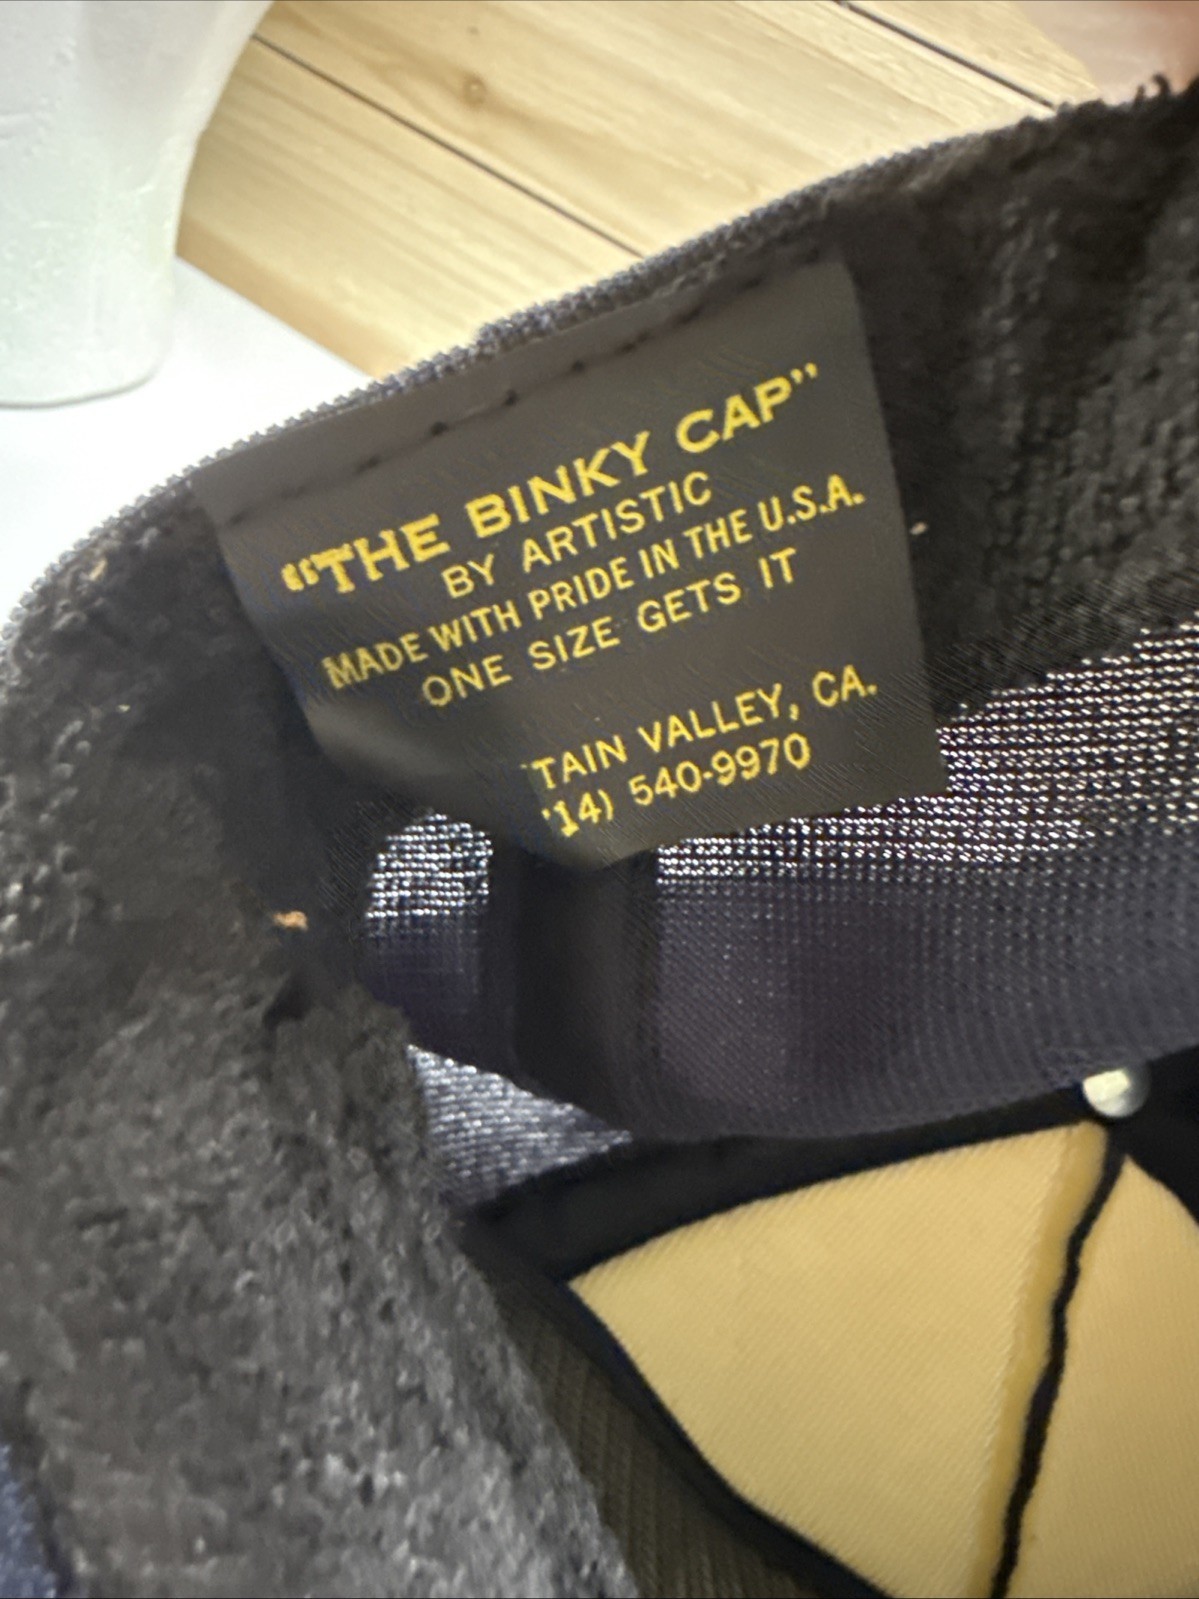 "THE BINKY CAP"
BY ARTISTIC
MADE WITH PRIDE IN THE U.S.A.
ONE SIZE GETS IT
TAIN VALLEY, CA.
14) 540-9970